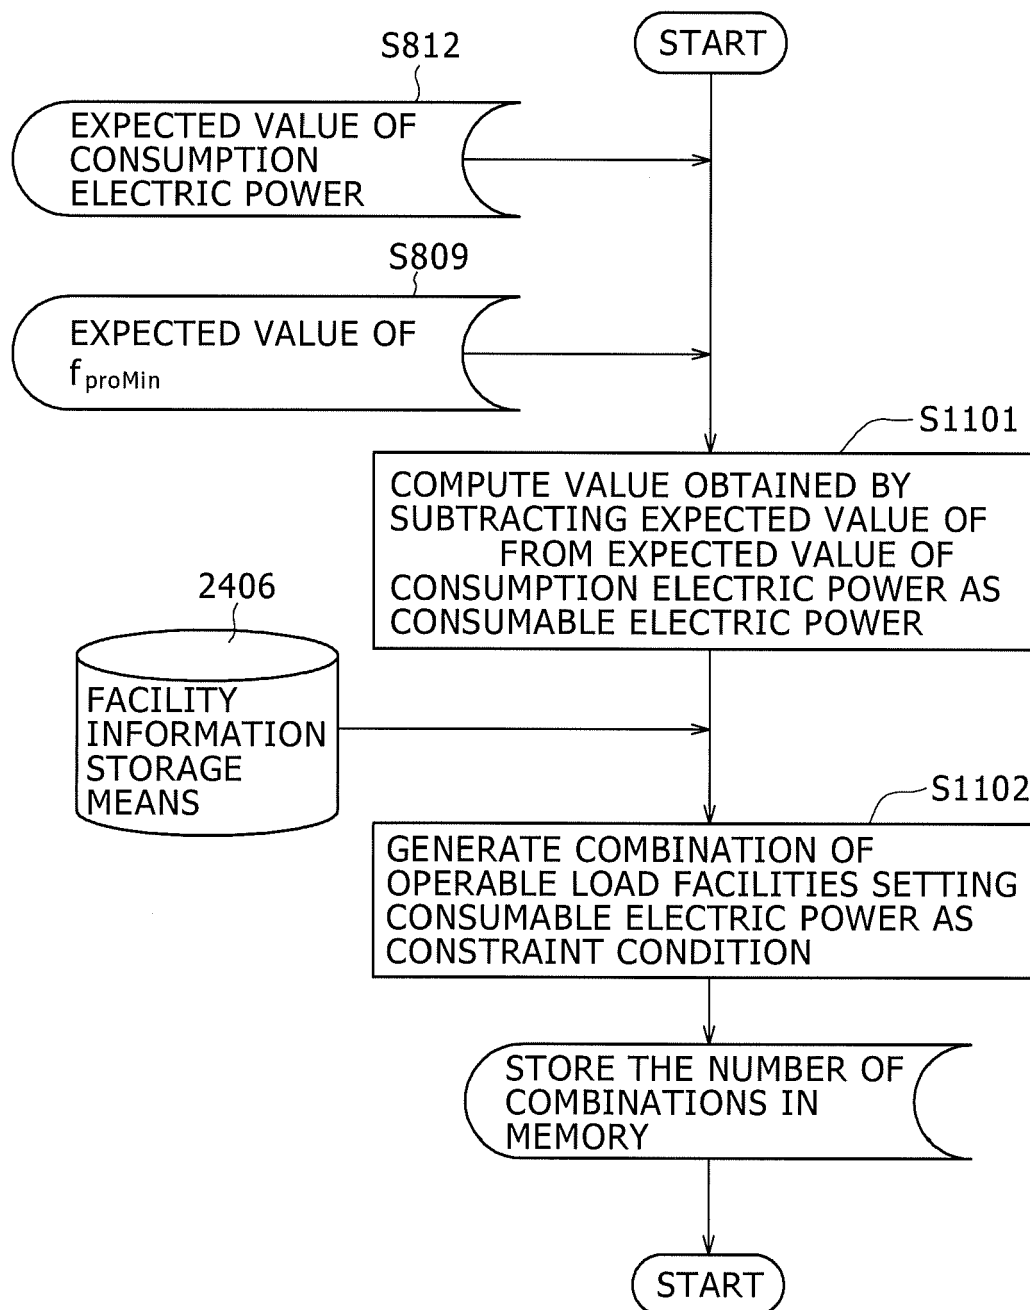 START
S812
EXPECTED VALUE OF
CONSUMPTION
ELECTRIC POWER
S809
EXPECTED VALUE OF
fproMin
S1101
COMPUTE VALUE OBTAINED BY
SUBTRACTING EXPECTED VALUE OF
FROM EXPECTED VALUE OF
CONSUMPTION ELECTRIC POWER AS
CONSUMABLE ELECTRIC POWER
2406
FACILITY
INFORMATION
STORAGE
MEANS
S1102
GENERATE COMBINATION OF
OPERABLE LOAD FACILITIES SETTING
CONSUMABLE ELECTRIC POWER AS
CONSTRAINT CONDITION
STORE THE NUMBER OF
COMBINATIONS IN
MEMORY
START